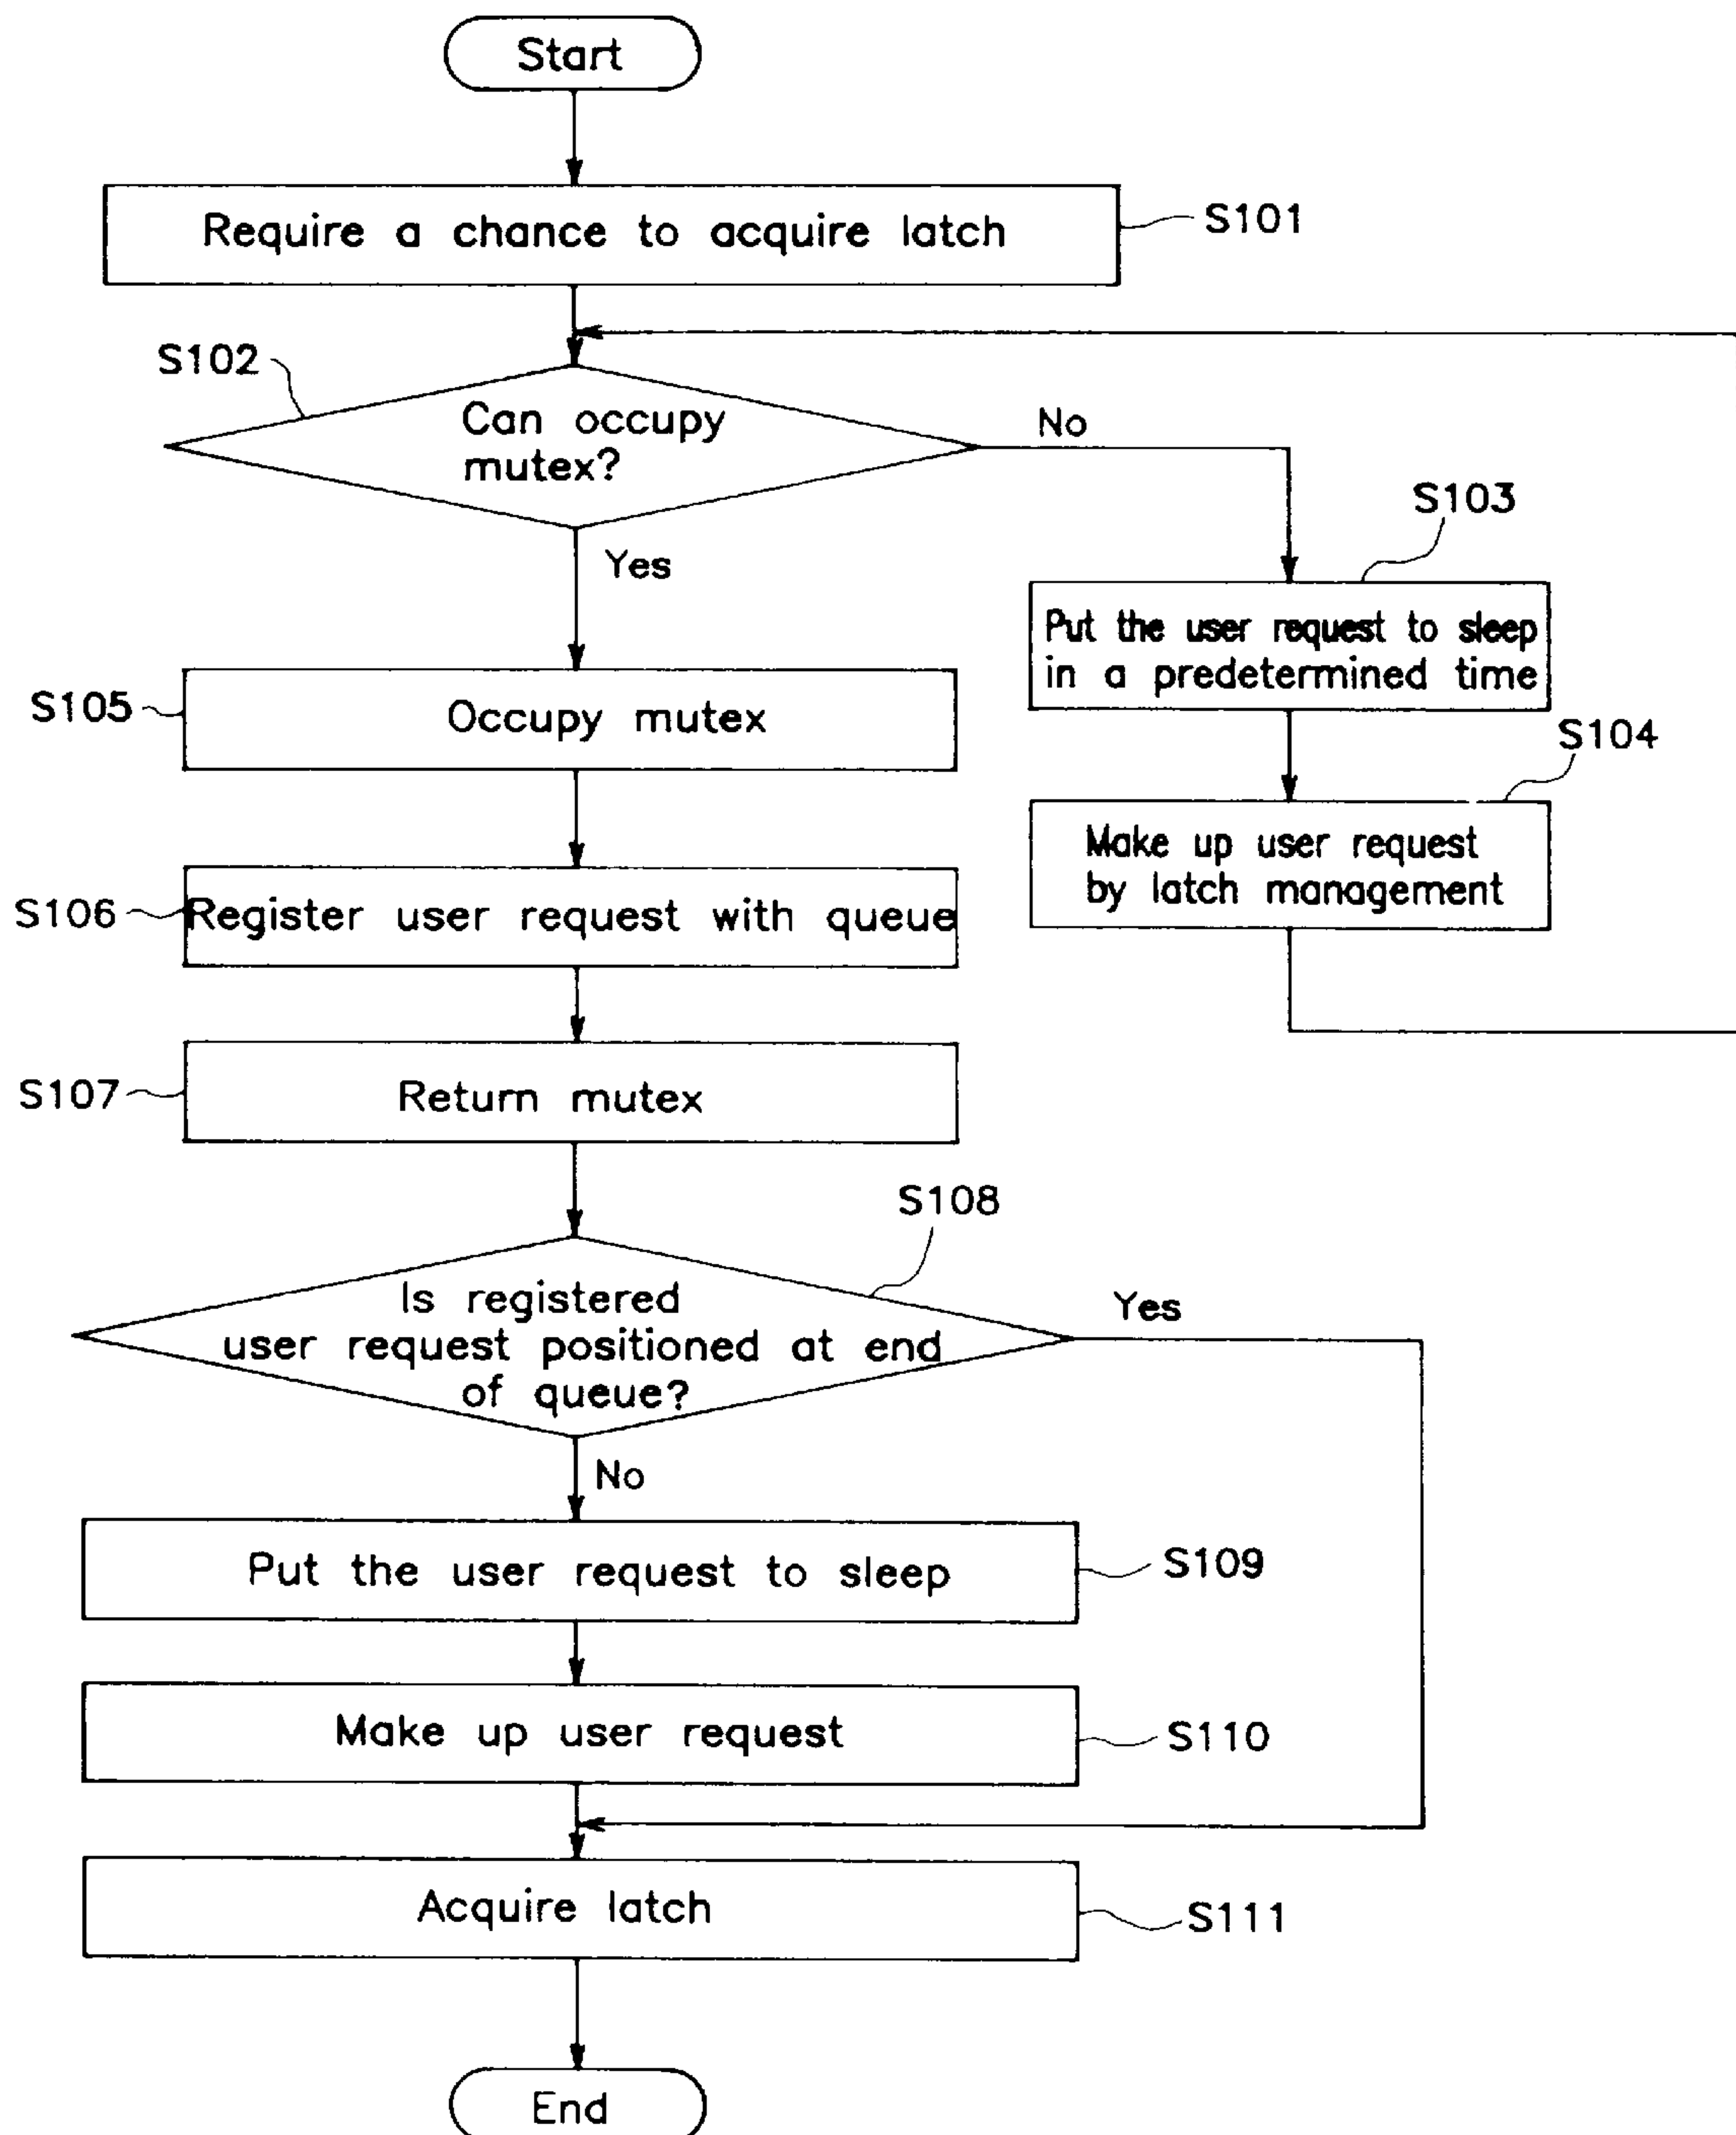 Start
Require a chance to acquire latch
S101
S102
Can occupy
mutex?
No
Yes
S103
Put the user request to sleep
in a predetermined time
S104
Make up user request
by latch management
S105
Occupy mutex
S106
Register user request with queue
S107
Return mutex
S108
Is registered
user request positioned at end
of queue?
Yes
No
Put the user request to sleep
S109
Make up user request
S110
Acquire latch
S111
End